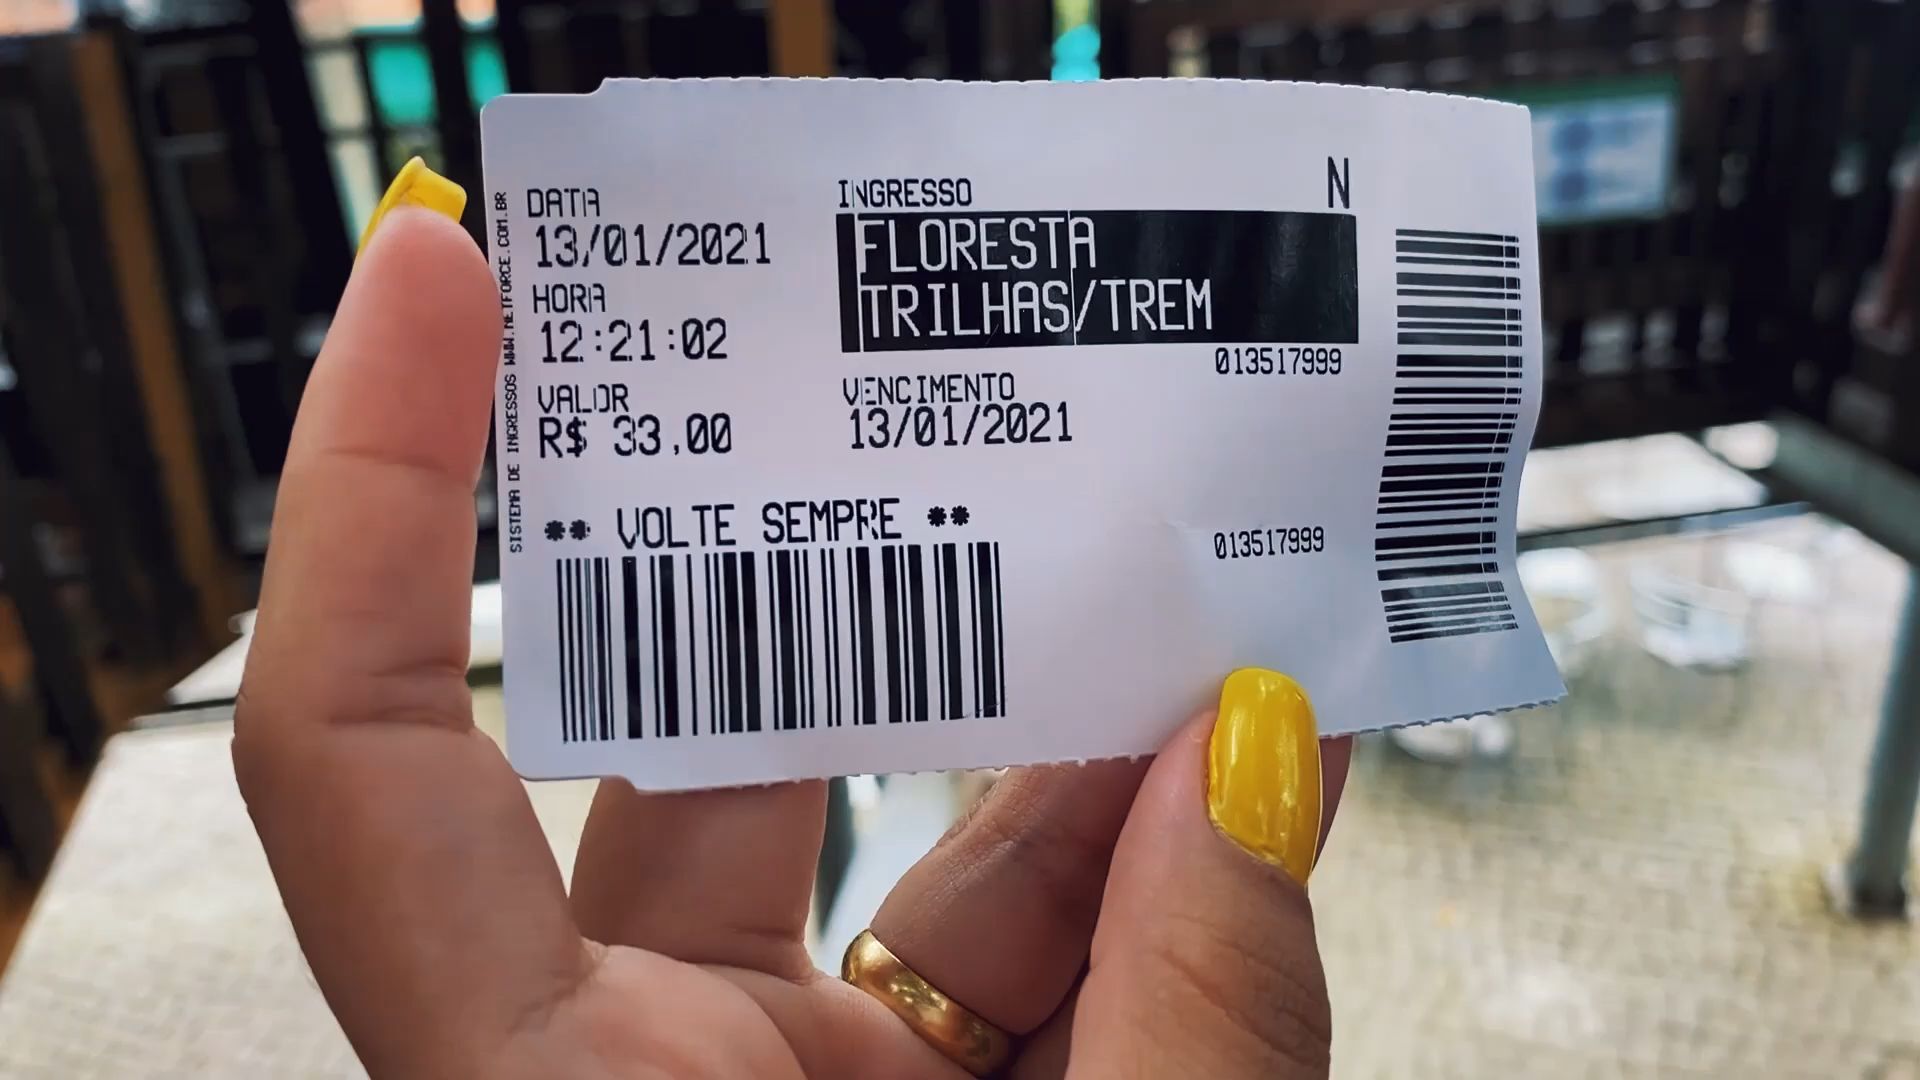 SISTEMA DE INGRESSOS WWW.NETFORCE.COM.BR
DATA
13/01/2021
HORA
12:21:02
VALOR
R$ 33,00
INGRESSO
N
FLORESTA
TRILHAS/TREM
013517999
VENCIMENTO
13/01/2021
** VOLTE SEMPRE **
013517999